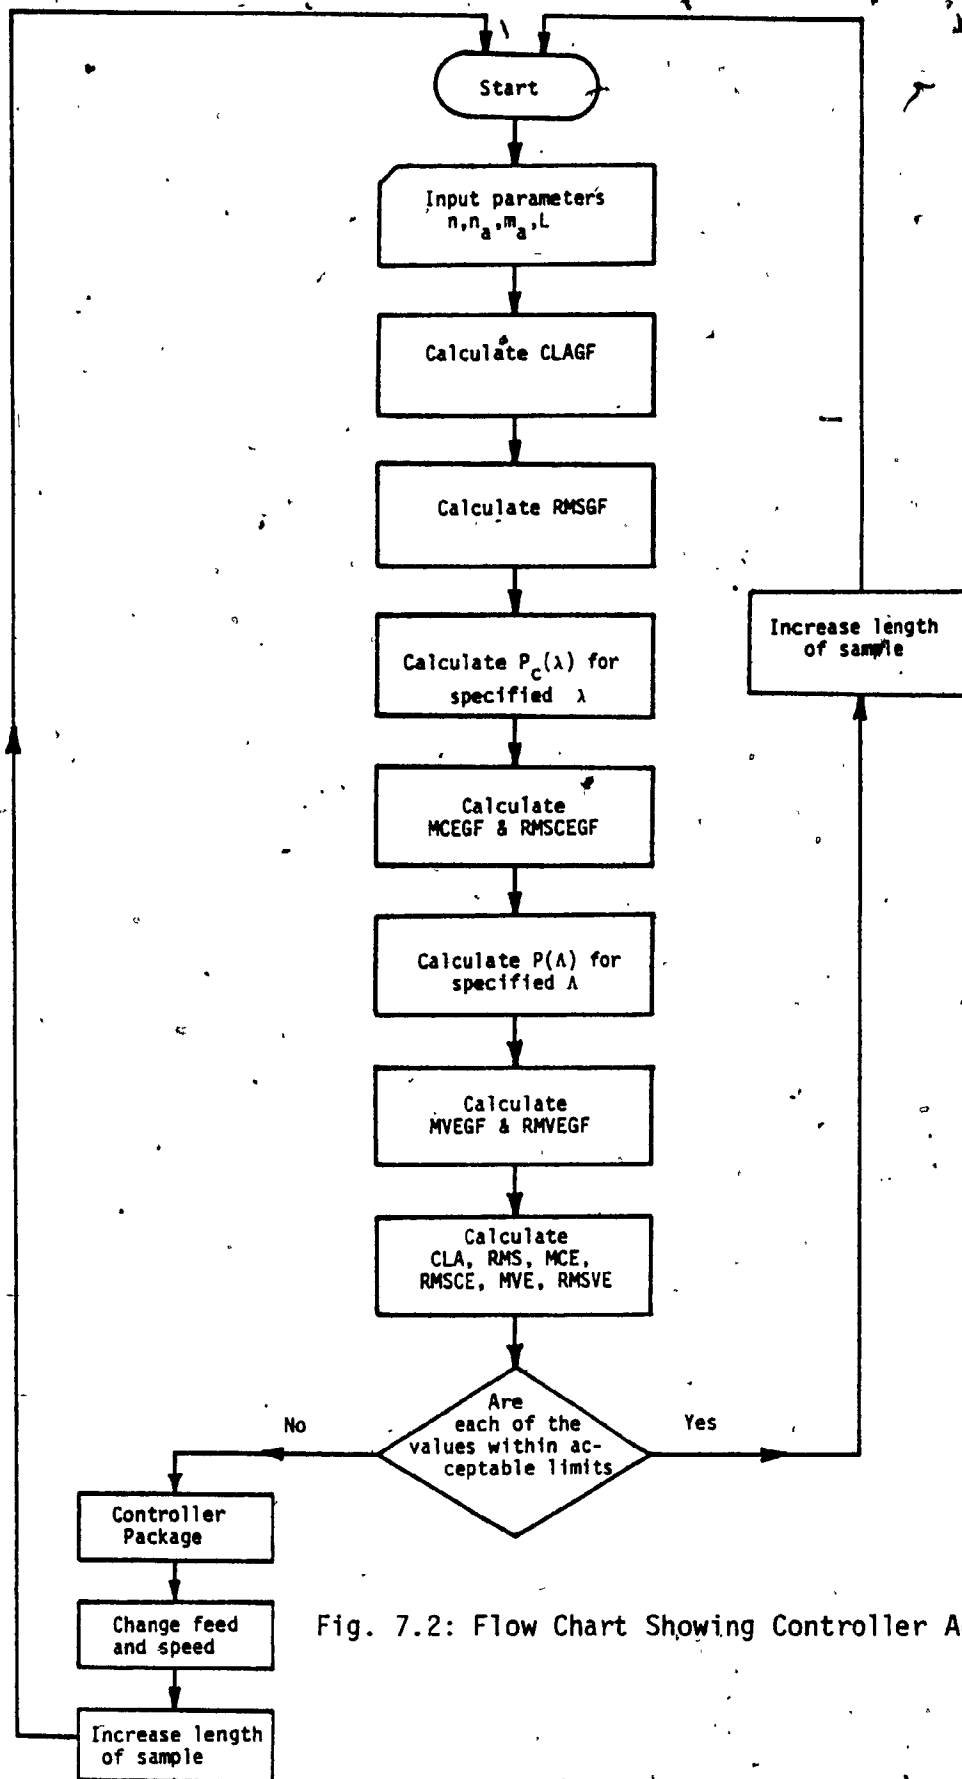 Start
Input parameters
n,n_a,m_a,L
Calculate CLAGF
Calculate RMSGF
Calculate P_c(λ) for
specified λ
Increase length
of sample
Calculate
MCEGF & RMSCEGF
Calculate P(Λ) for
specified Λ
Calculate
MVEGF & RMVEGF
Calculate
CLA, RMS, MCE,
RMSCE, MVE, RMSVE
Are
each of the
values within ac-
ceptable limits
No
Yes
Controller
Package
Change feed
and speed
Increase length
of sample
Fig. 7.2: Flow Chart Showing Controller A